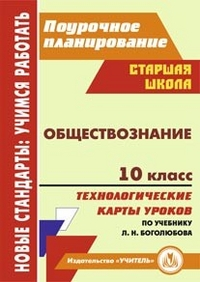 НОВЫЕ СТАНДАРТЫ: УЧИМСЯ РАБОТАТЬ
Поурочное
планирование
СТАРШАЯ
ШКОЛА
ОБЩЕСТВОЗНАНИЕ
10 класс
ТЕХНОЛОГИЧЕСКИЕ
КАРТЫ УРОКОВ
ПО УЧЕБНИКУ
Л. Н. БОГОЛЮБОВА
Издательство «УЧИТЕЛЬ»